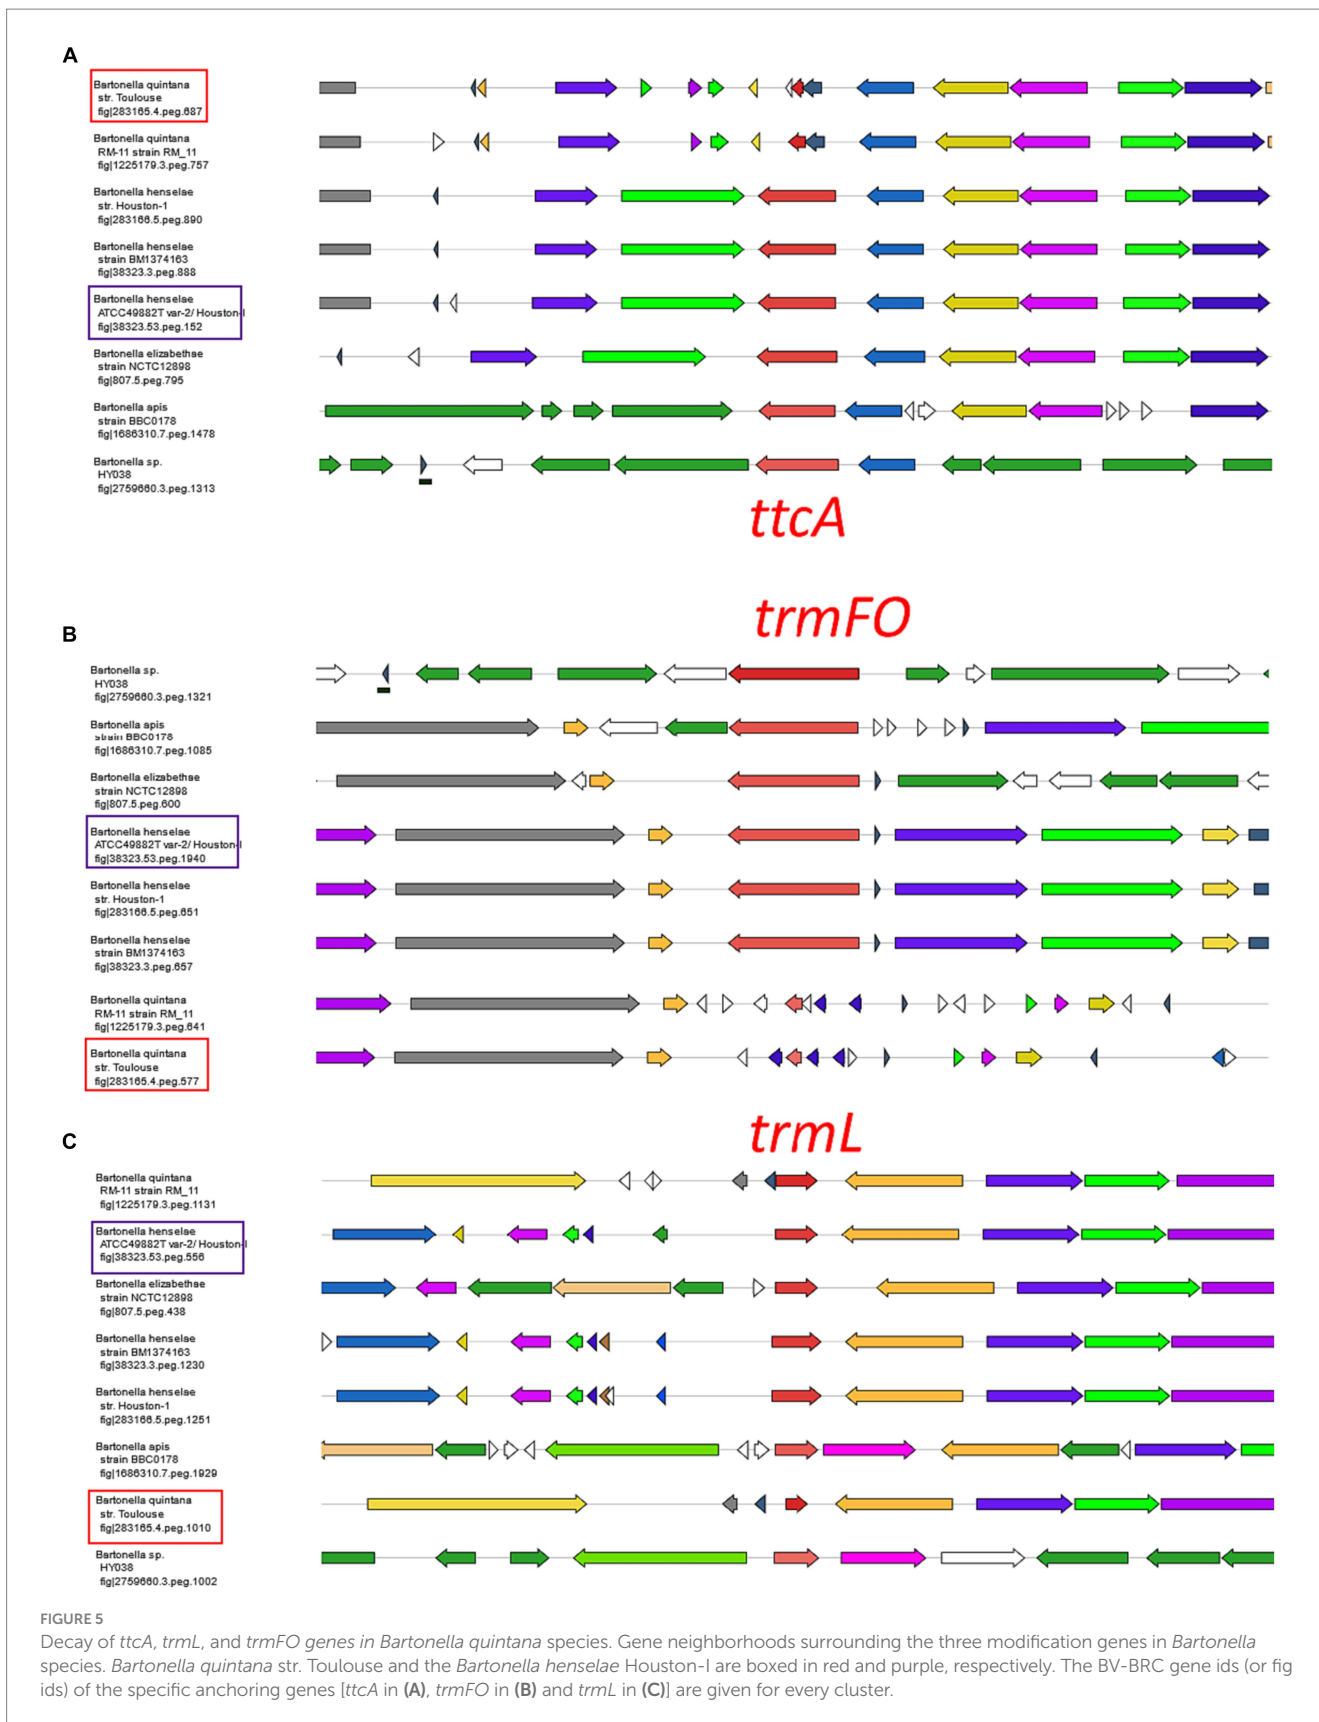 A
Bartonella quintana
str. Toulouse
fig|283165.4.peg.687
Bartonella quintana
RM-11 strain RM_11
fig|1225179.3.peg.757
Bartonella henselae
str. Houston-1
fig|283166.5.peg.890
Bartonella henselae
strain BM1374163
fig|38323.3.peg.888
Bartonella henselae
ATCC49882T var-2/ Houston-I
fig|38323.53.peg.152
Bartonella elizabethae
strain NCTC12898
fig|807.5.peg.795
Bartonella apis
strain BBC0178
fig|1686310.7.peg.1478
Bartonella sp.
HY038
fig|2759660.3.peg.1313
ttcA
trmFO
B
Bartonella sp.
HY038
fig|2759660.3.peg.1321
Bartonella apis
strain BBC0178
fig|1686310.7.peg.1085
Bartonella elizabethae
strain NCTC12898
fig|807.5.peg.600
Bartonella henselae
ATCC49882T var-2/ Houston-I
fig|38323.53.peg.1940
Bartonella henselae
str. Houston-1
fig|283166.5.peg.651
Bartonella henselae
strain BM1374163
fig|38323.3.peg.657
Bartonella quintana
RM-11 strain RM_11
fig|1225179.3.peg.641
Bartonella quintana
str. Toulouse
fig|283165.4.peg.577
trmL
C
Bartonella quintana
RM-11 strain RM_11
fig|1225179.3.peg.1131
Bartonella henselae
ATCC49882T var-2/ Houston-I
fig|38323.53.peg.556
Bartonella elizabethae
strain NCTC12898
fig|807.5.peg.438
Bartonella henselae
strain BM1374163
fig|38323.3.peg.1230
Bartonella henselae
str. Houston-1
fig|283166.5.peg.1251
Bartonella apis
strain BBC0178
fig|1686310.7.peg.1929
Bartonella quintana
str. Toulouse
fig|283165.4.peg.1010
Bartonella sp.
HY038
fig|2759660.3.peg.1002
FIGURE 5
Decay of ttcA, trmL, and trmFO genes in Bartonella quintana species. Gene neighborhoods surrounding the three modification genes in Bartonella
species. Bartonella quintana str. Toulouse and the Bartonella henselae Houston-I are boxed in red and purple, respectively. The BV-BRC gene ids (or fig
ids) of the specific anchoring genes [ttcA in (A), trmFO in (B) and trmL in (C)] are given for every cluster.